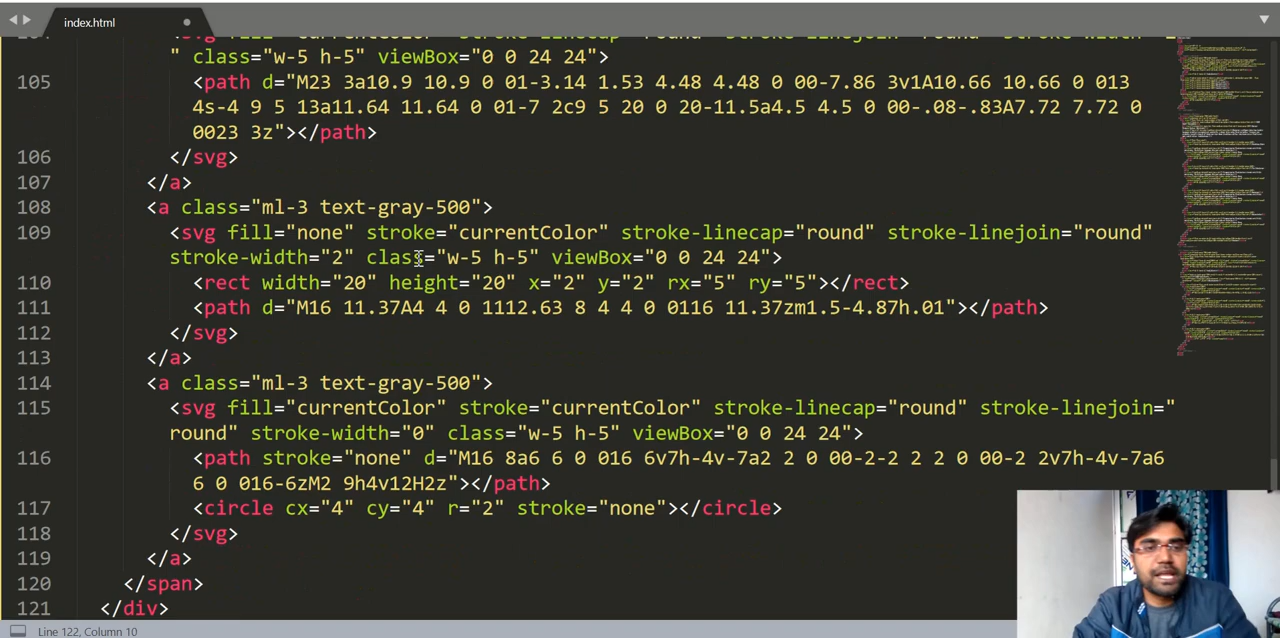 index.html
" class="w-5 h-5" viewBox="0 0 24 24">
105 <path d="M23 3a10.9 10.9 0 01-3.14 1.53 4.48 4.48 0 00-7.86 3v1A10.66 10.66 0 013
4s-4 9 5 13a11.64 11.64 0 01-7 2c9 5 20 0 20-11.5a4.5 4.5 0 00-.08-.83A7.72 7.72 0
0023 3z"></path>
106 </svg>
107 </a>
108 <a class="ml-3 text-gray-500">
109 <svg fill="none" stroke="currentColor" stroke-linecap="round" stroke-linejoin="round"
stroke-width="2" class="w-5 h-5" viewBox="0 0 24 24">
110 <rect width="20" height="20" x="2" y="2" rx="5" ry="5"></rect>
111 <path d="M16 11.37A4 4 0 1112.63 8 4 4 0 0116 11.37zm1.5-4.87h.01"></path>
112 </svg>
113 </a>
114 <a class="ml-3 text-gray-500">
115 <svg fill="currentColor" stroke="currentColor" stroke-linecap="round" stroke-linejoin="
round" stroke-width="0" class="w-5 h-5" viewBox="0 0 24 24">
116 <path stroke="none" d="M16 8a6 6 0 016 6v7h-4v-7a2 2 0 00-2-2 2 2 0 00-2 2v7h-4v-7a6
6 0 016-6zM2 9h4v12H2z"></path>
117 <circle cx="4" cy="4" r="2" stroke="none"></circle>
118 </svg>
119 </a>
120 </span>
121 </div>
Line 122, Column 10